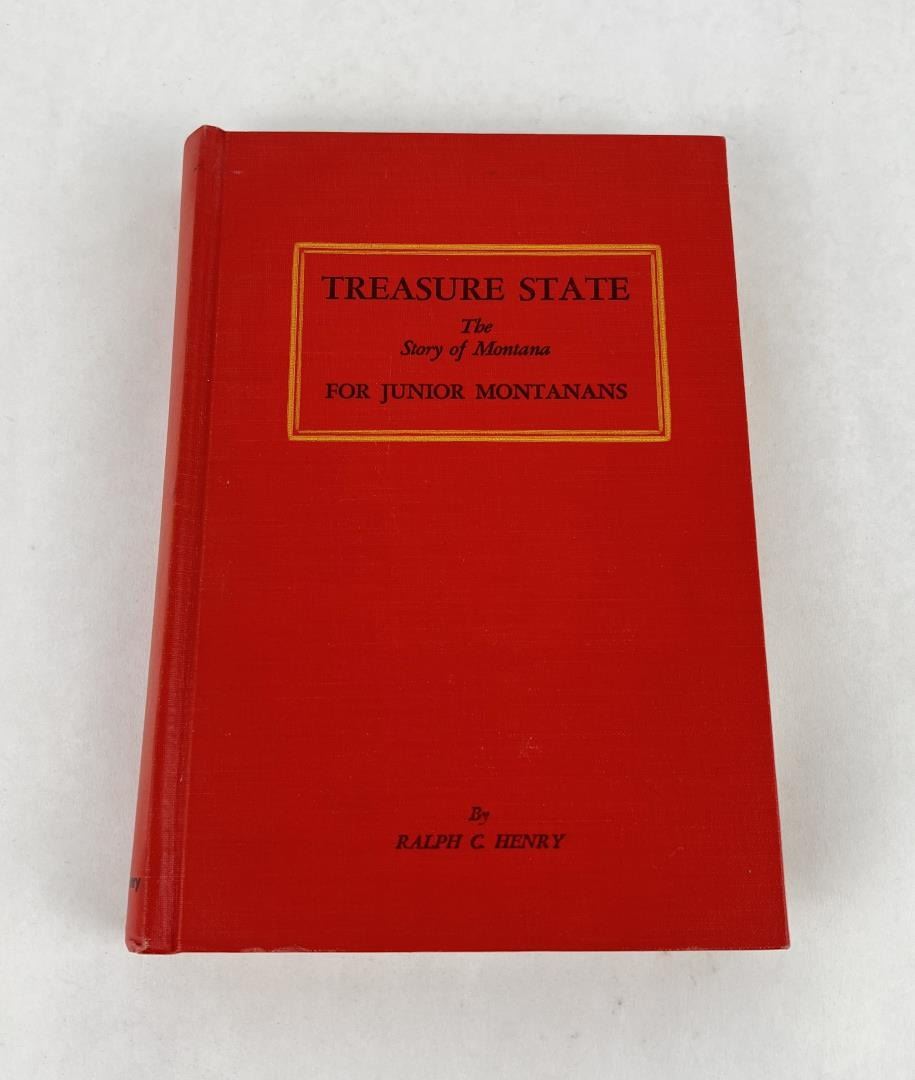 TREASURE STATE
The
Story of Montana
FOR JUNIOR MONTANANS
By
RALPH C. HENRY